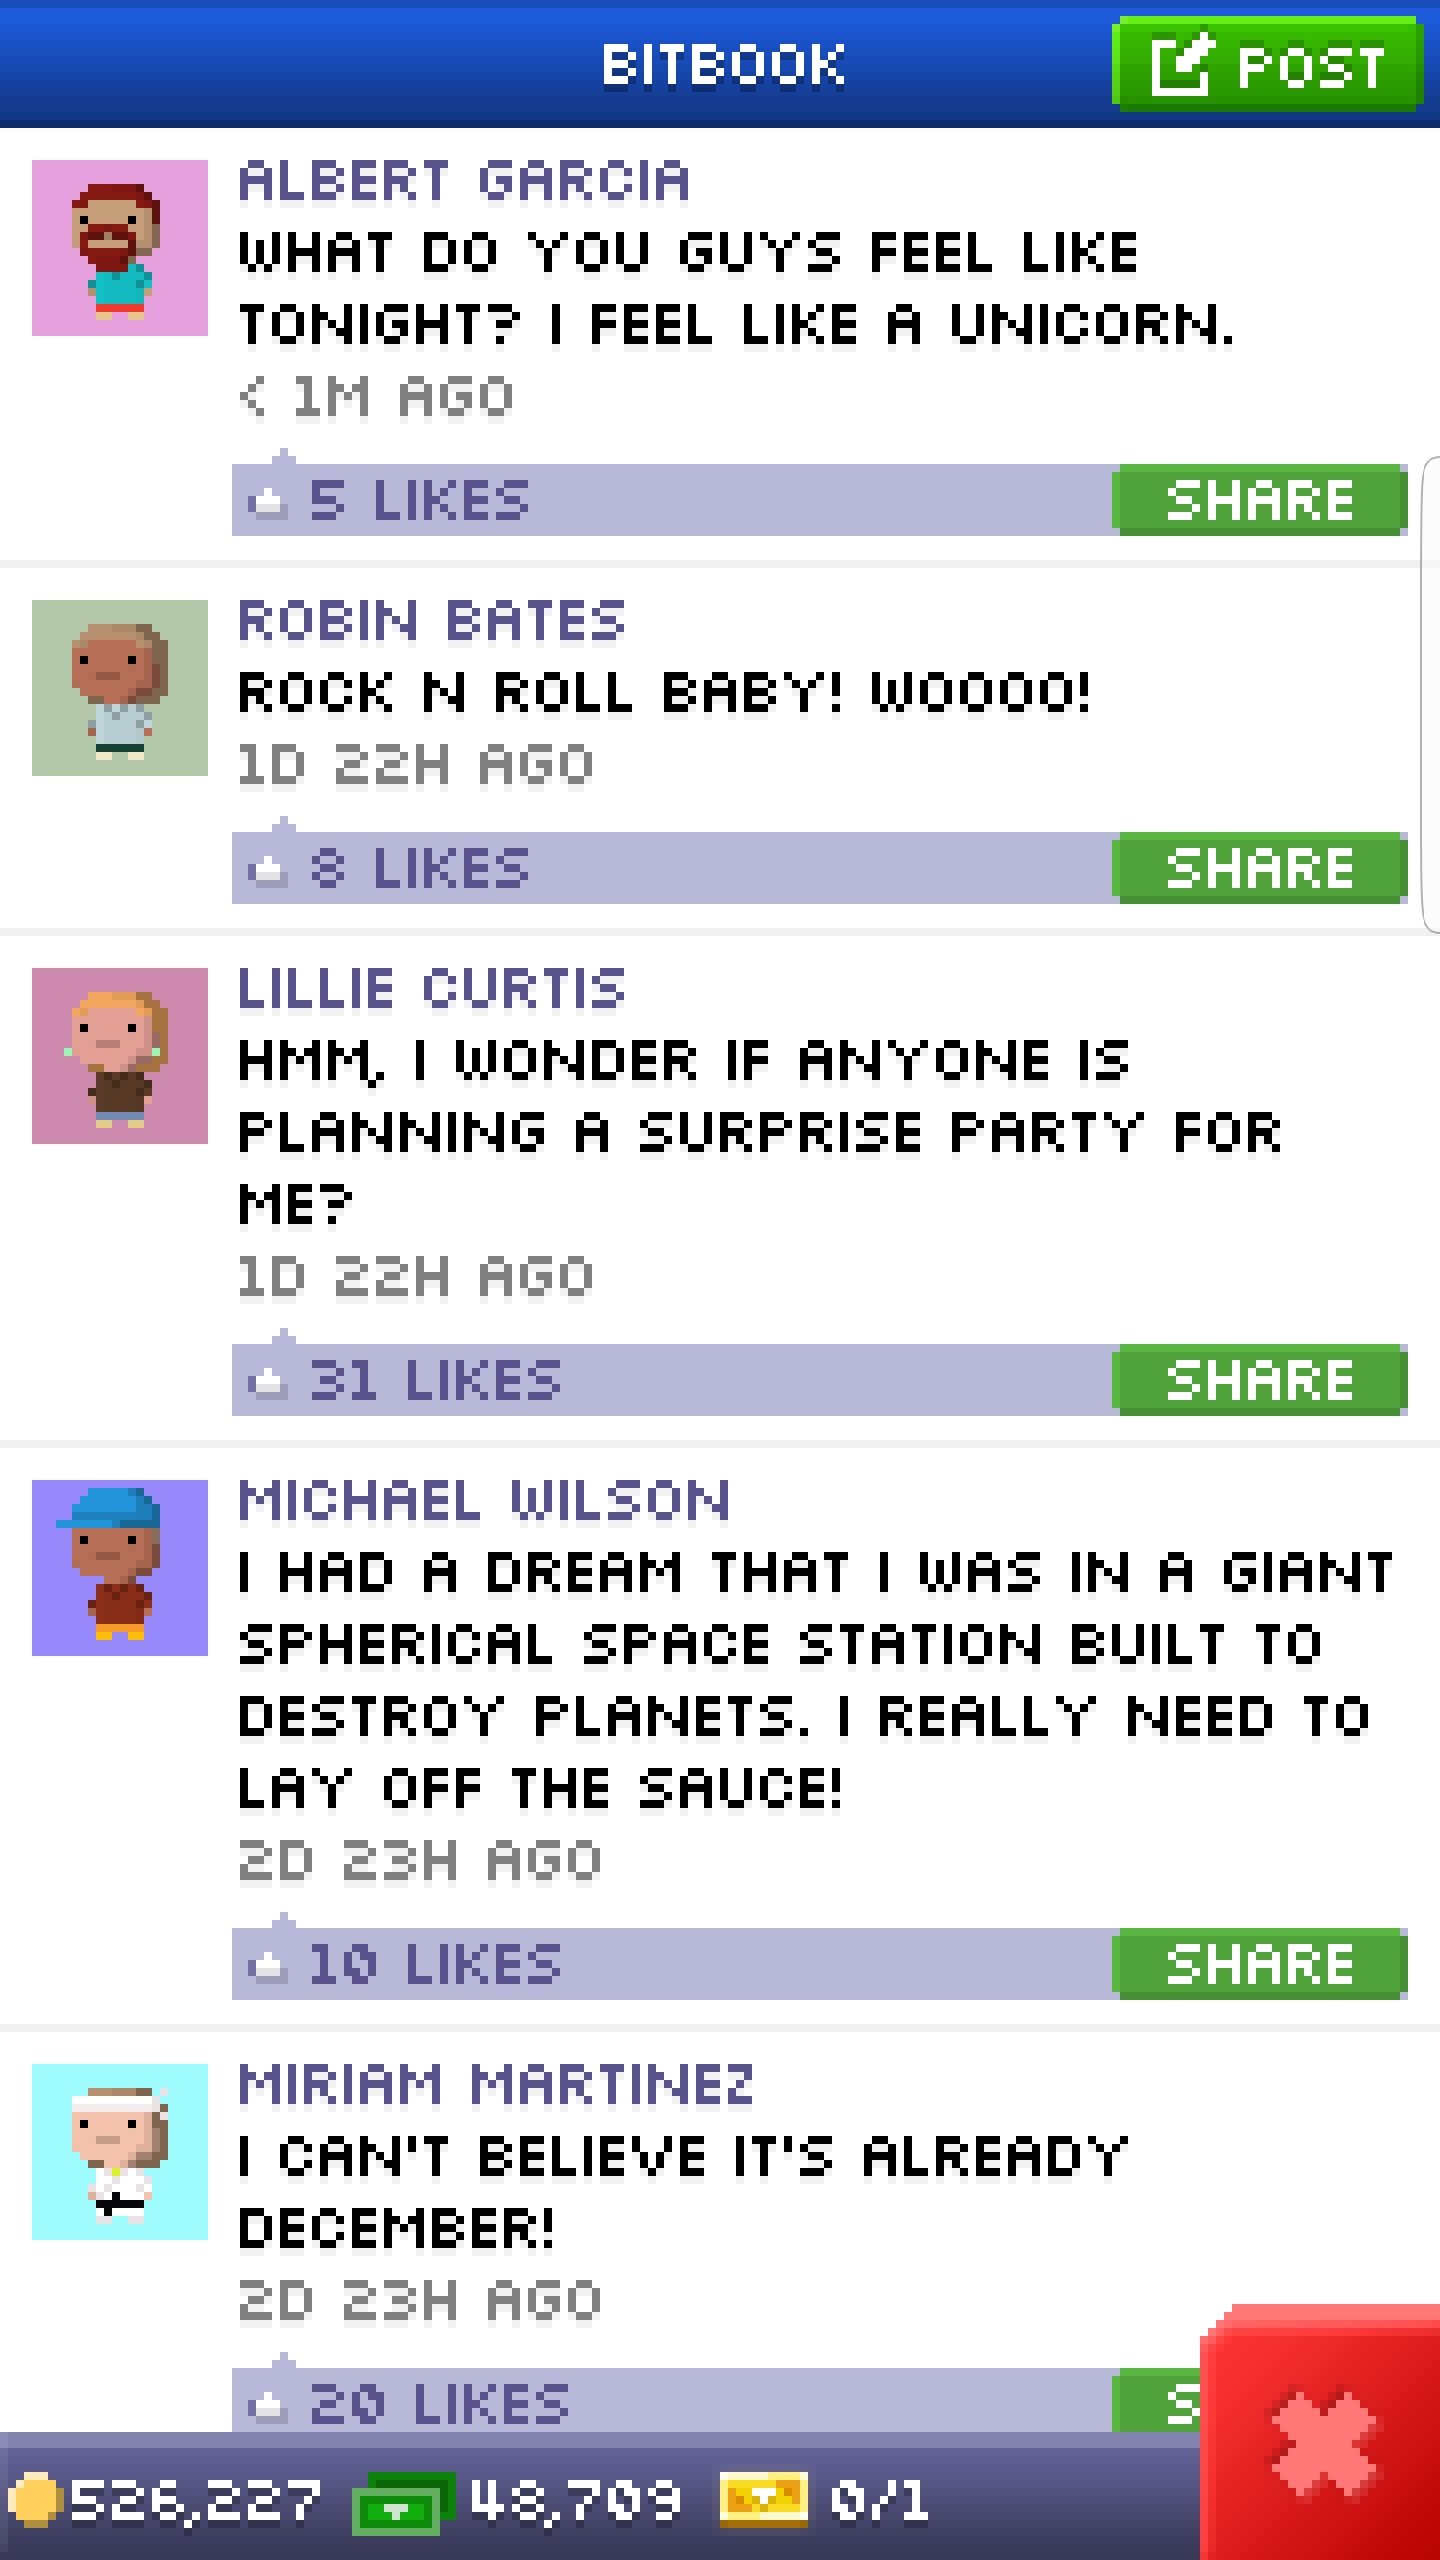 BITBOOK
POST
ALBERT GARCIA
WHAT DO YOU GUYS FEEL LIKE
TONIGHT? I FEEL LIKE A UNICORN.
< 1M AGO
5 LIKES
SHARE
ROBIN BATES
ROCK N ROLL BABY! WOOOO!
1D 22H AGO
8 LIKES
SHARE
LILLIE CURTIS
HMM, I WONDER IF ANYONE IS
PLANNING A SURPRISE PARTY FOR
ME?
1D 22H AGO
31 LIKES
SHARE
MICHAEL WILSON
I HAD A DREAM THAT I WAS IN A GIANT
SPHERICAL SPACE STATION BUILT TO
DESTROY PLANETS. I REALLY NEED TO
LAY OFF THE SAUCE!
2D 23H AGO
10 LIKES
SHARE
MIRIAM MARTINEZ
I CAN'T BELIEVE IT'S ALREADY
DECEMBER!
2D 23H AGO
20 LIKES
526,227 48,709 0/1